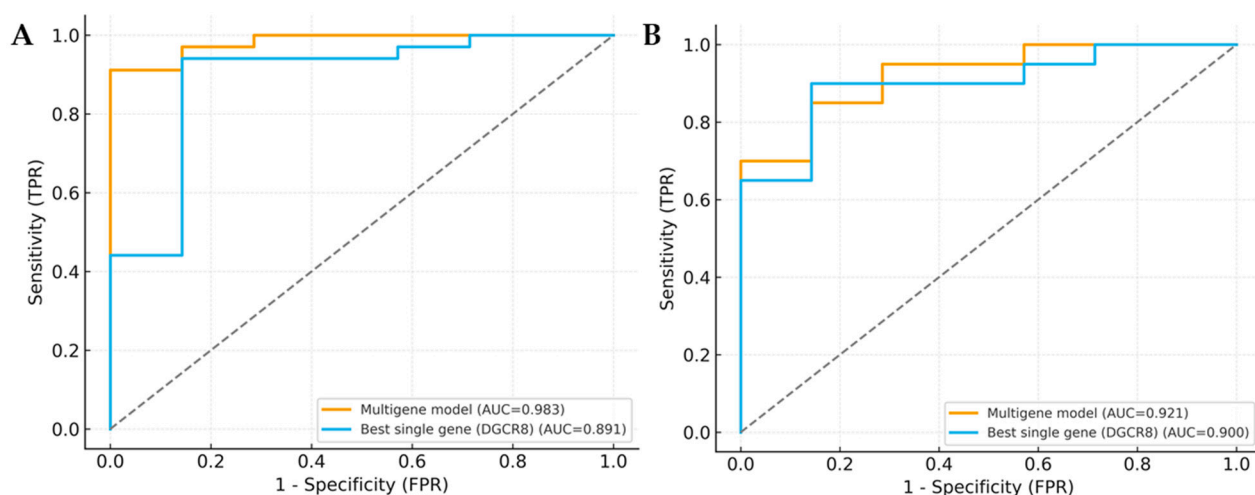 A
Sensitivity (TPR)
1.0
0.8
0.6
0.4
0.2
0.0
Multigene model (AUC=0.983)
Best single gene (DGCR8) (AUC=0.891)
0.0 0.2 0.4 0.6 0.8 1.0
1 - Specificity (FPR)
B
Sensitivity (TPR)
1.0
0.8
0.6
0.4
0.2
0.0
Multigene model (AUC=0.921)
Best single gene (DGCR8) (AUC=0.900)
0.0 0.2 0.4 0.6 0.8 1.0
1 - Specificity (FPR)